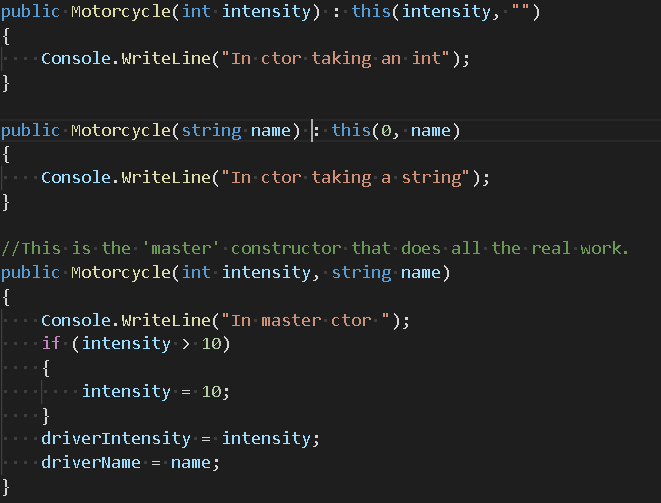 public Motorcycle(int intensity) : this(intensity, "")
{
    Console.WriteLine("In ctor taking an int");
}

public Motorcycle(string name) : this(0, name)
{
    Console.WriteLine("In ctor taking a string");
}

//This is the 'master' constructor that does all the real work.
public Motorcycle(int intensity, string name)
{
    Console.WriteLine("In master ctor ");
    if (intensity > 10)
    {
        intensity = 10;
    }
    driverIntensity = intensity;
    driverName = name;
}